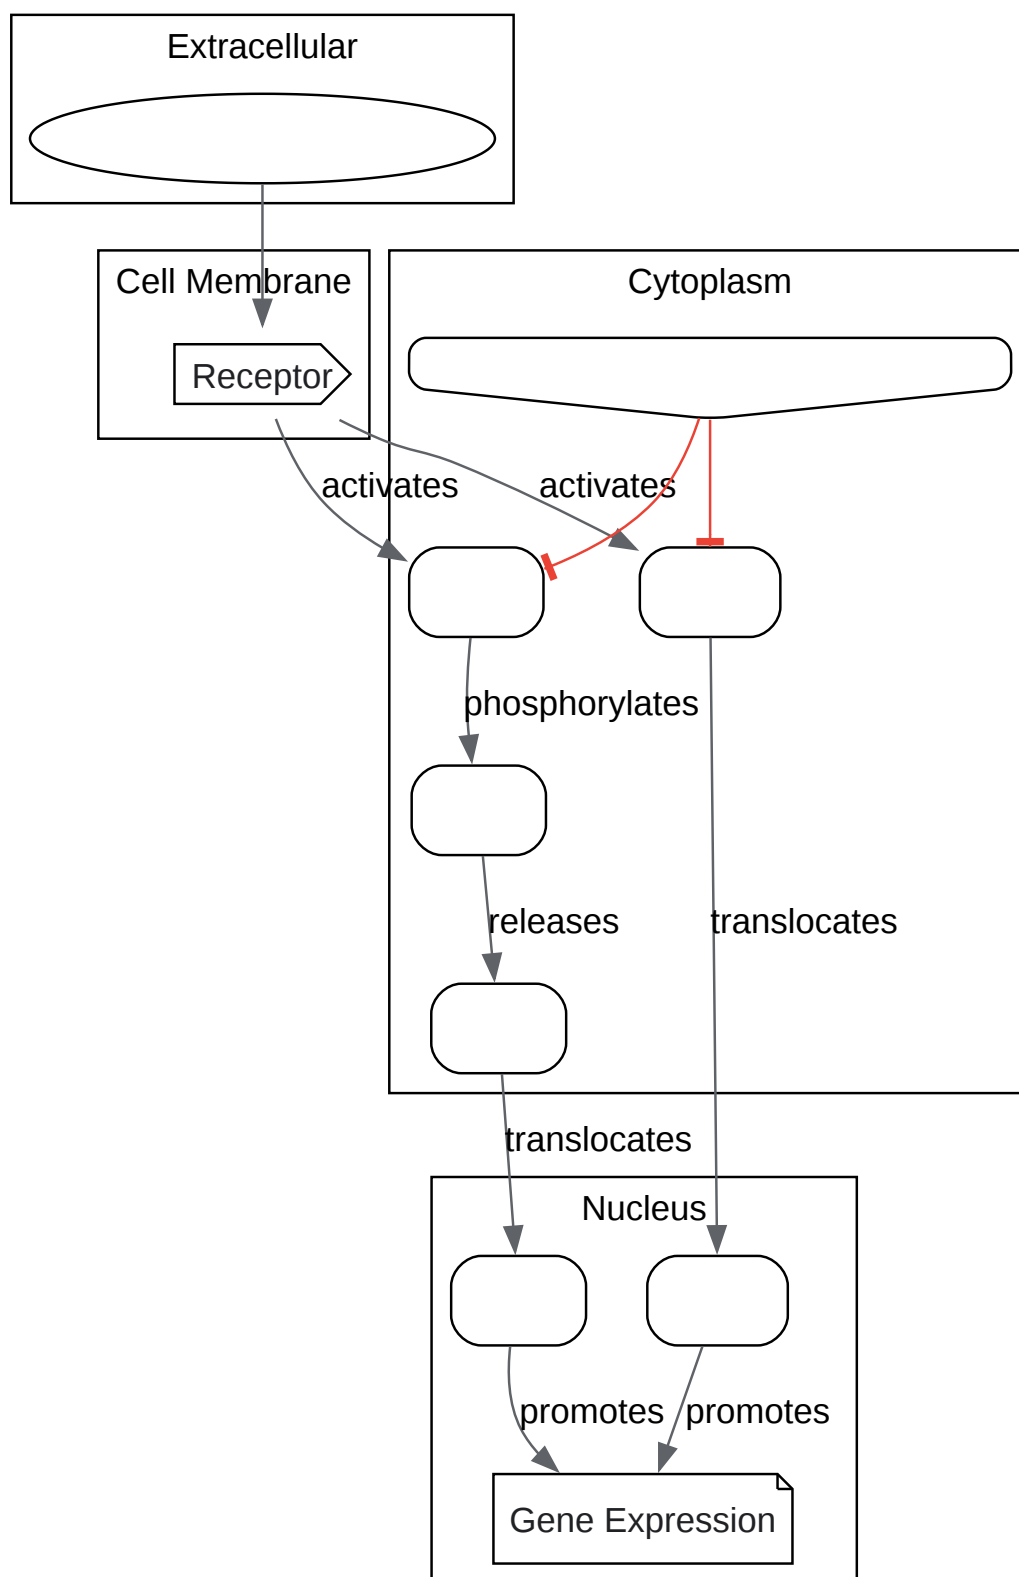 Extracellular
Cell Membrane
Cytoplasm
Receptor
activates
activates
phosphorylates
releases
translocates
translocates
Nucleus
promotes
promotes
Gene Expression